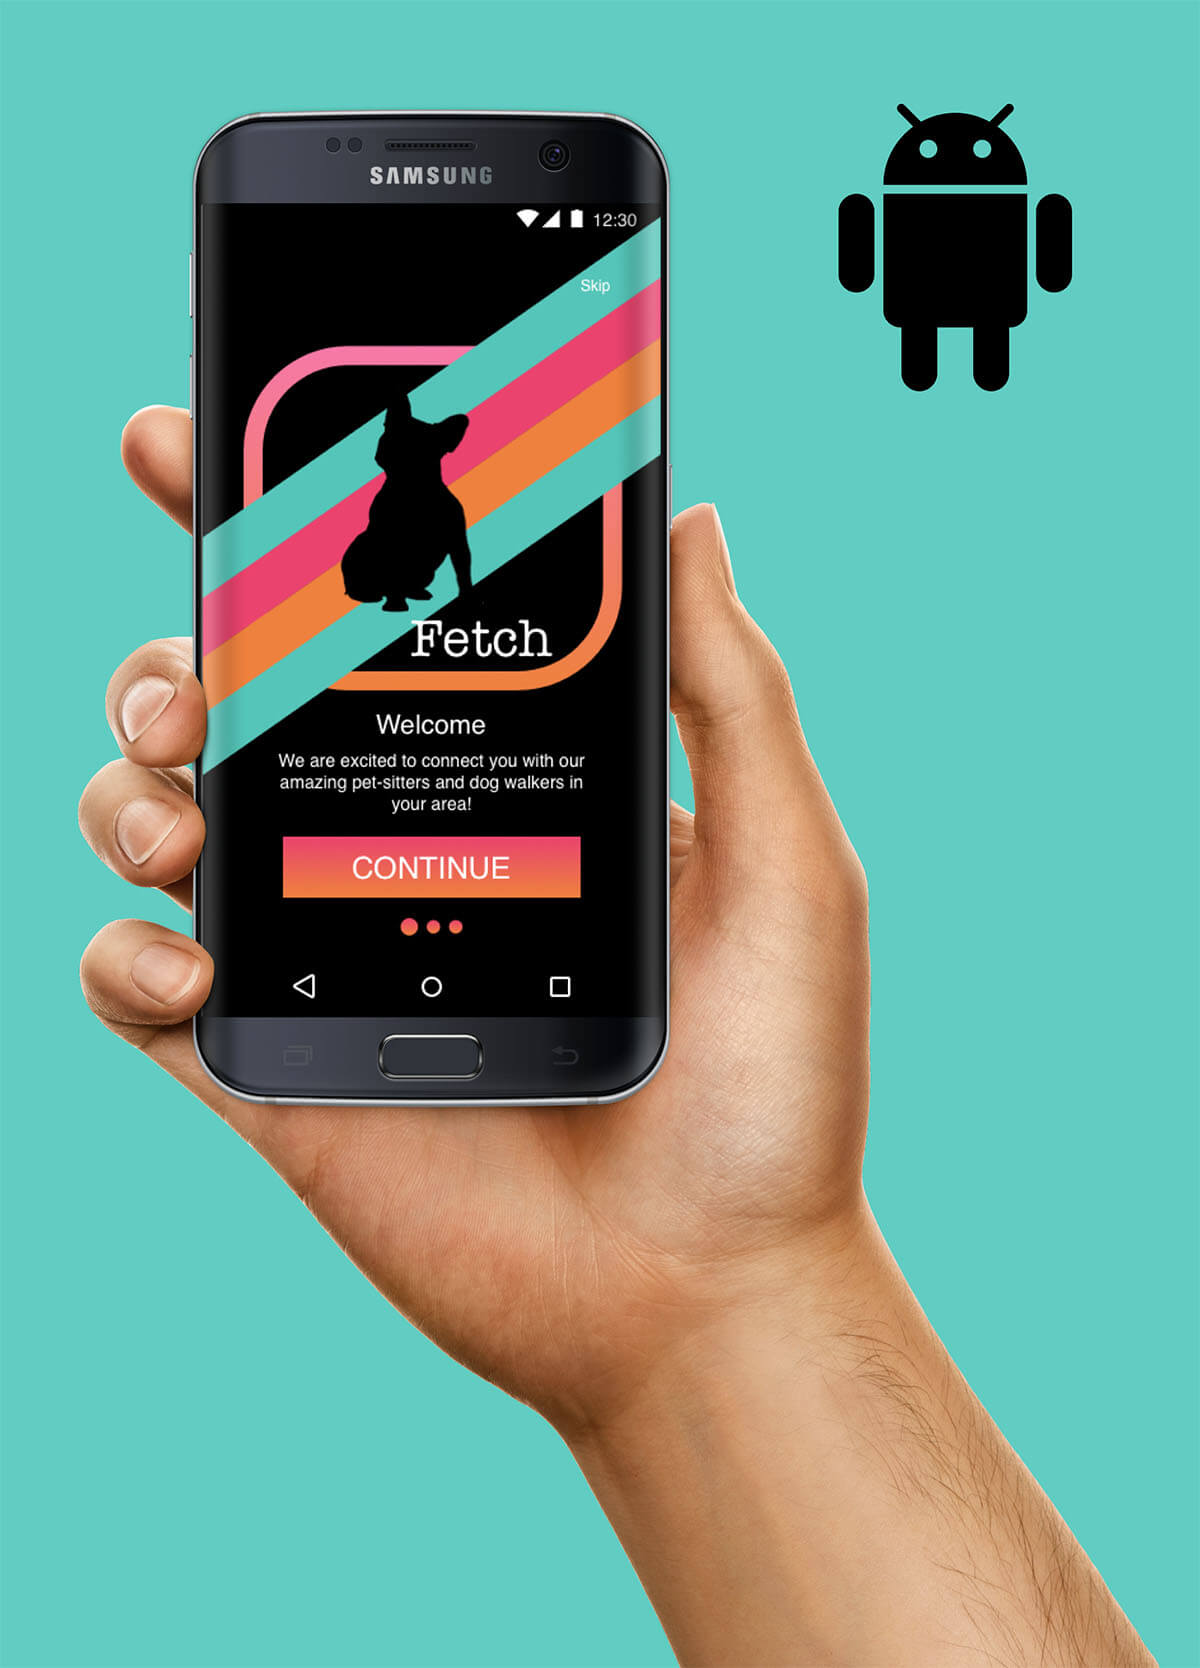 SAMSUNG
12:30
Skip
Fetch
Welcome
We are excited to connect you with our
amazing pet-sitters and dog walkers in
your area!
CONTINUE